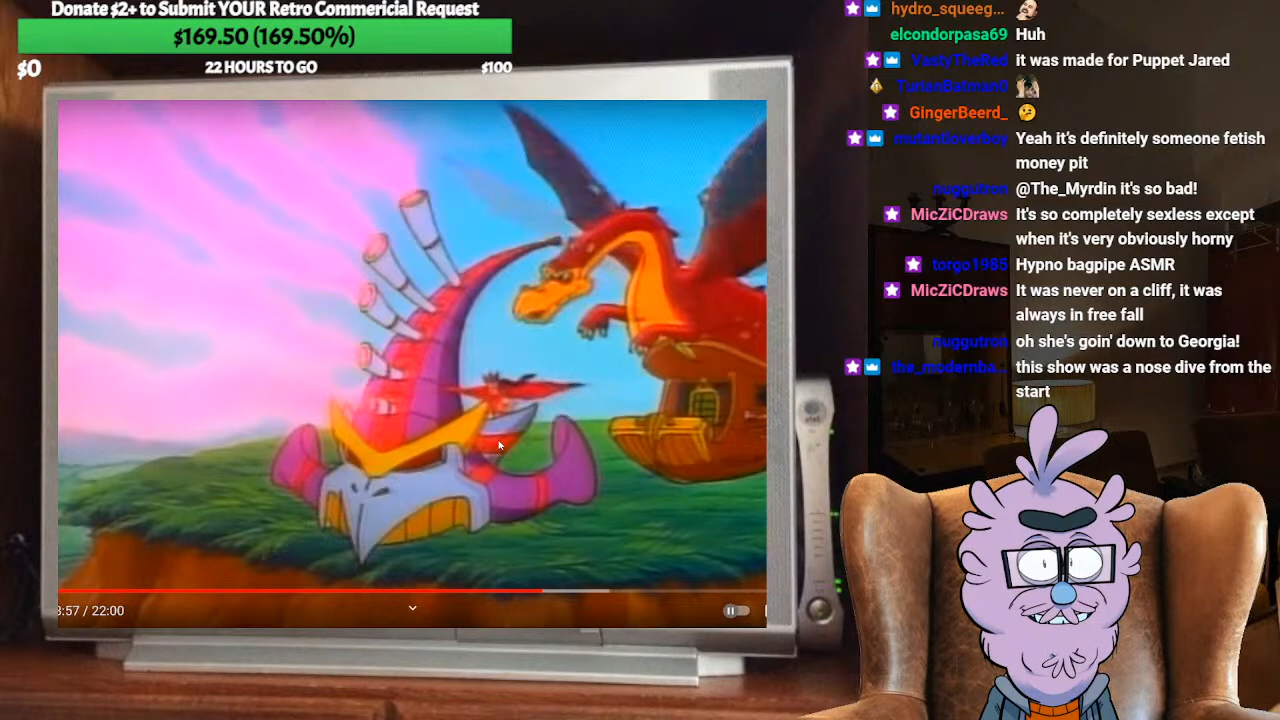 Donate $2+ to Submit YOUR Retro Commericial Request
$169.50 (169.50%)
$0
22 HOURS TO GO
$100
:57 / 22:00
hydro_squeeg...
elcondorpasa69 Huh
VastyTheRed it was made for Puppet Jared
TurianBatman0
GingerBeerd_
mutantloverboy Yeah it's definitely someone fetish
money pit
nuggutron @The_Myrdin it's so bad!
MicZiCDraws It's so completely sexless except
when it's very obviously horny
torgo1985 Hypno bagpipe ASMR
MicZiCDraws It was never on a cliff, it was
always in free fall
nuggutron oh she's goin' down to Georgia!
the_modernba... this show was a nose dive from the
start